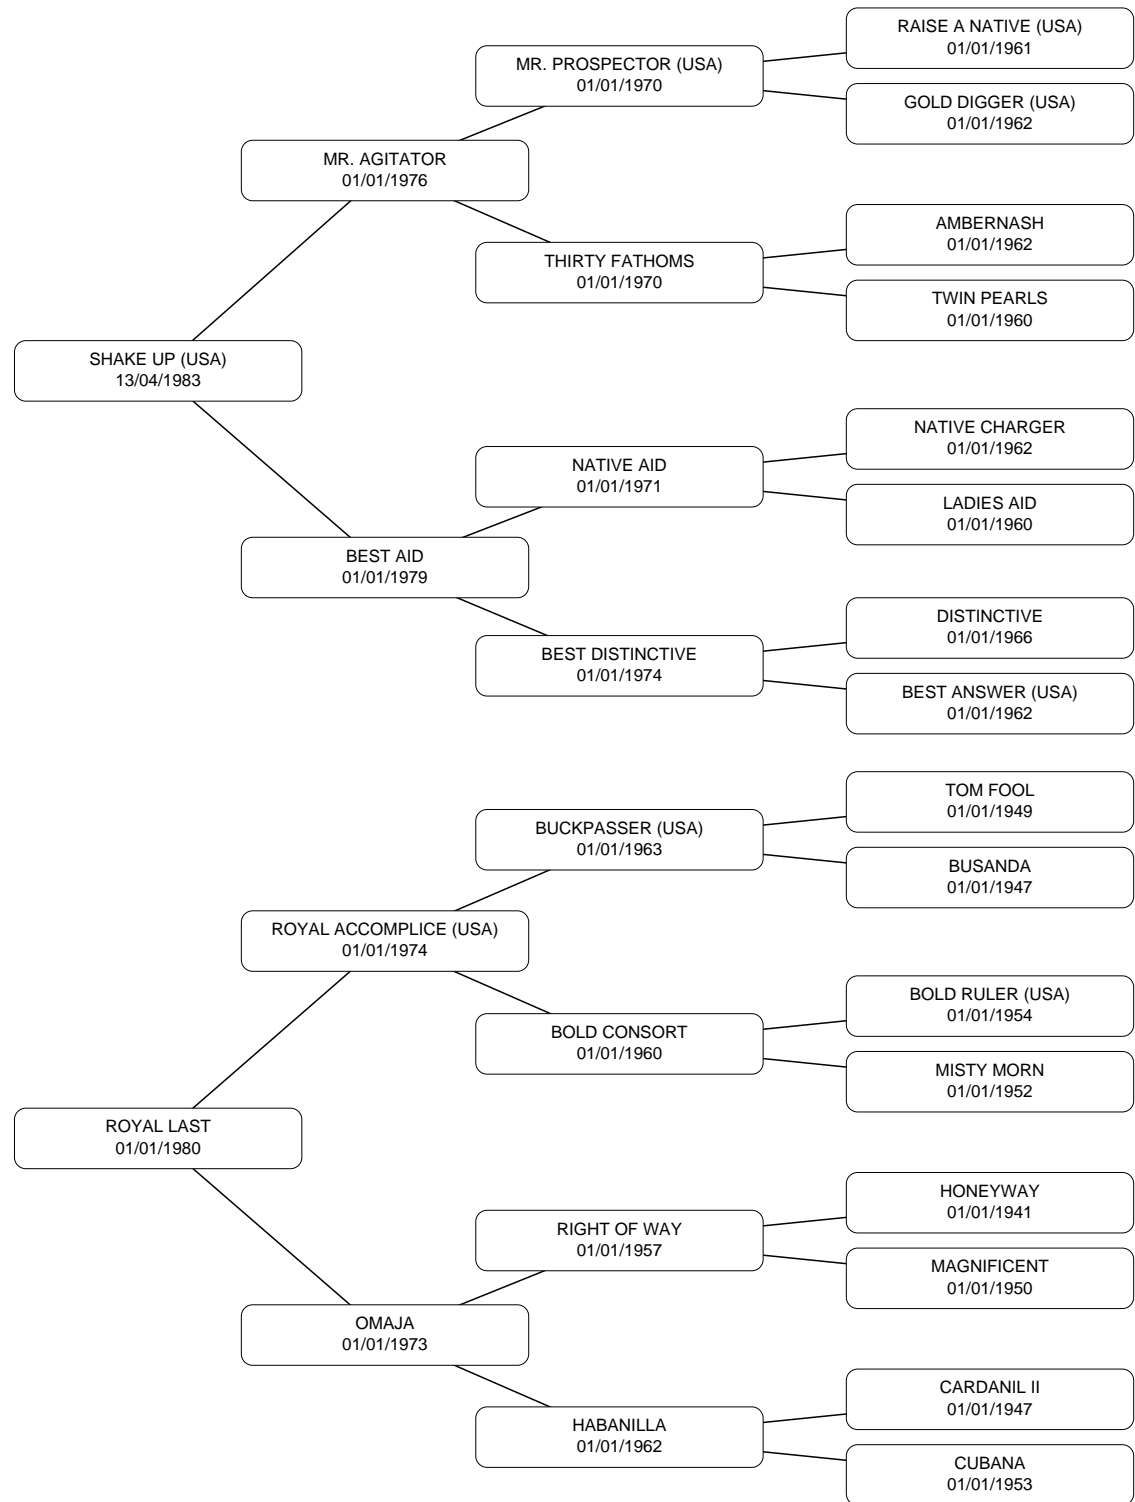 RAISE A NATIVE (USA)
01/01/1961
MR. PROSPECTOR (USA)
01/01/1970
GOLD DIGGER (USA)
01/01/1962
MR. AGITATOR
01/01/1976
AMBERNASH
01/01/1962
THIRTY FATHOMS
01/01/1970
TWIN PEARLS
01/01/1960
SHAKE UP (USA)
13/04/1983
NATIVE CHARGER
01/01/1962
NATIVE AID
01/01/1971
LADIES AID
01/01/1960
BEST AID
01/01/1979
DISTINCTIVE
01/01/1966
BEST DISTINCTIVE
01/01/1974
BEST ANSWER (USA)
01/01/1962
TOM FOOL
01/01/1949
BUCKPASSER (USA)
01/01/1963
BUSANDA
01/01/1947
ROYAL ACCOMPLICE (USA)
01/01/1974
BOLD RULER (USA)
01/01/1954
BOLD CONSORT
01/01/1960
MISTY MORN
01/01/1952
ROYAL LAST
01/01/1980
HONEYWAY
01/01/1941
RIGHT OF WAY
01/01/1957
MAGNIFICENT
01/01/1950
OMAJA
01/01/1973
CARDANIL II
01/01/1947
HABANILLA
01/01/1962
CUBANA
01/01/1953